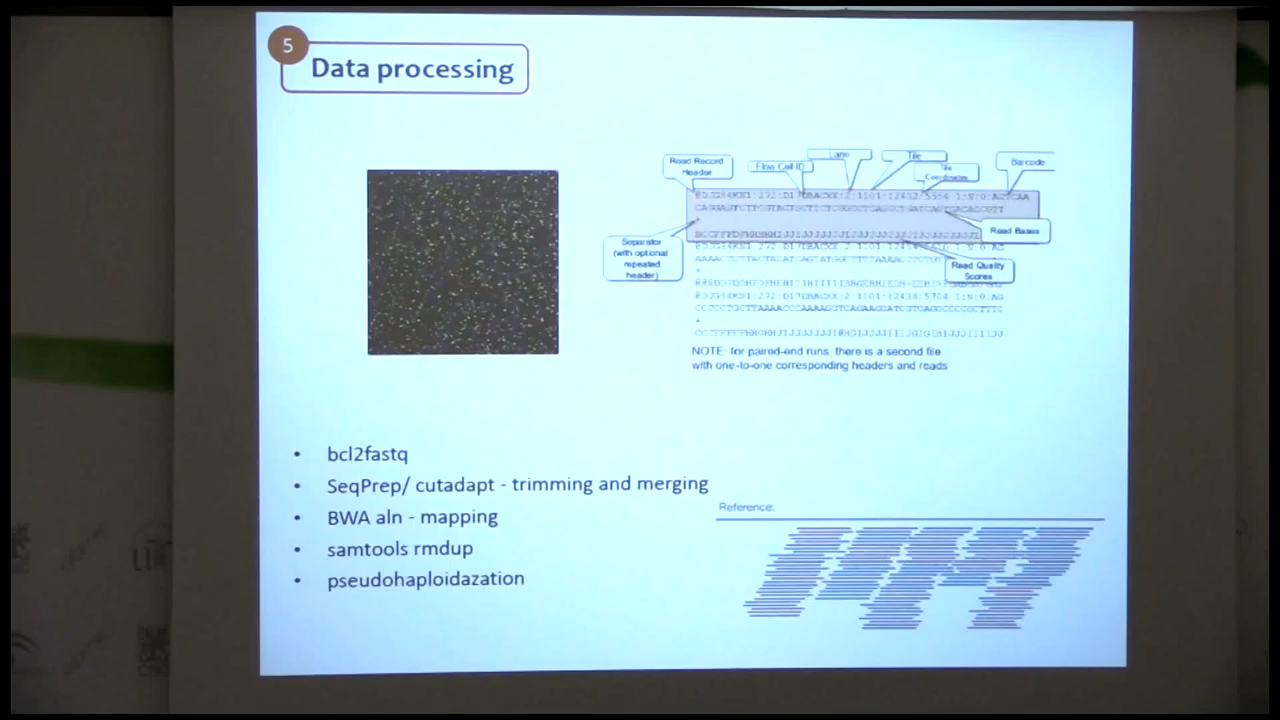 5
Data processing
Read Record
Header
Flow Cell ID
Lane
Tile
Tile
Coordinates
Barcode
Read Bases
Separator
(with optional
repeated
header)
Read Quality
Scores
NOTE: for paired-end runs, there is a second file
with one-to-one corresponding headers and reads
• bcl2fastq
• SeqPrep/ cutadapt - trimming and merging
• BWA aln - mapping
• samtools rmdup
• pseudohaploidazation
Reference: